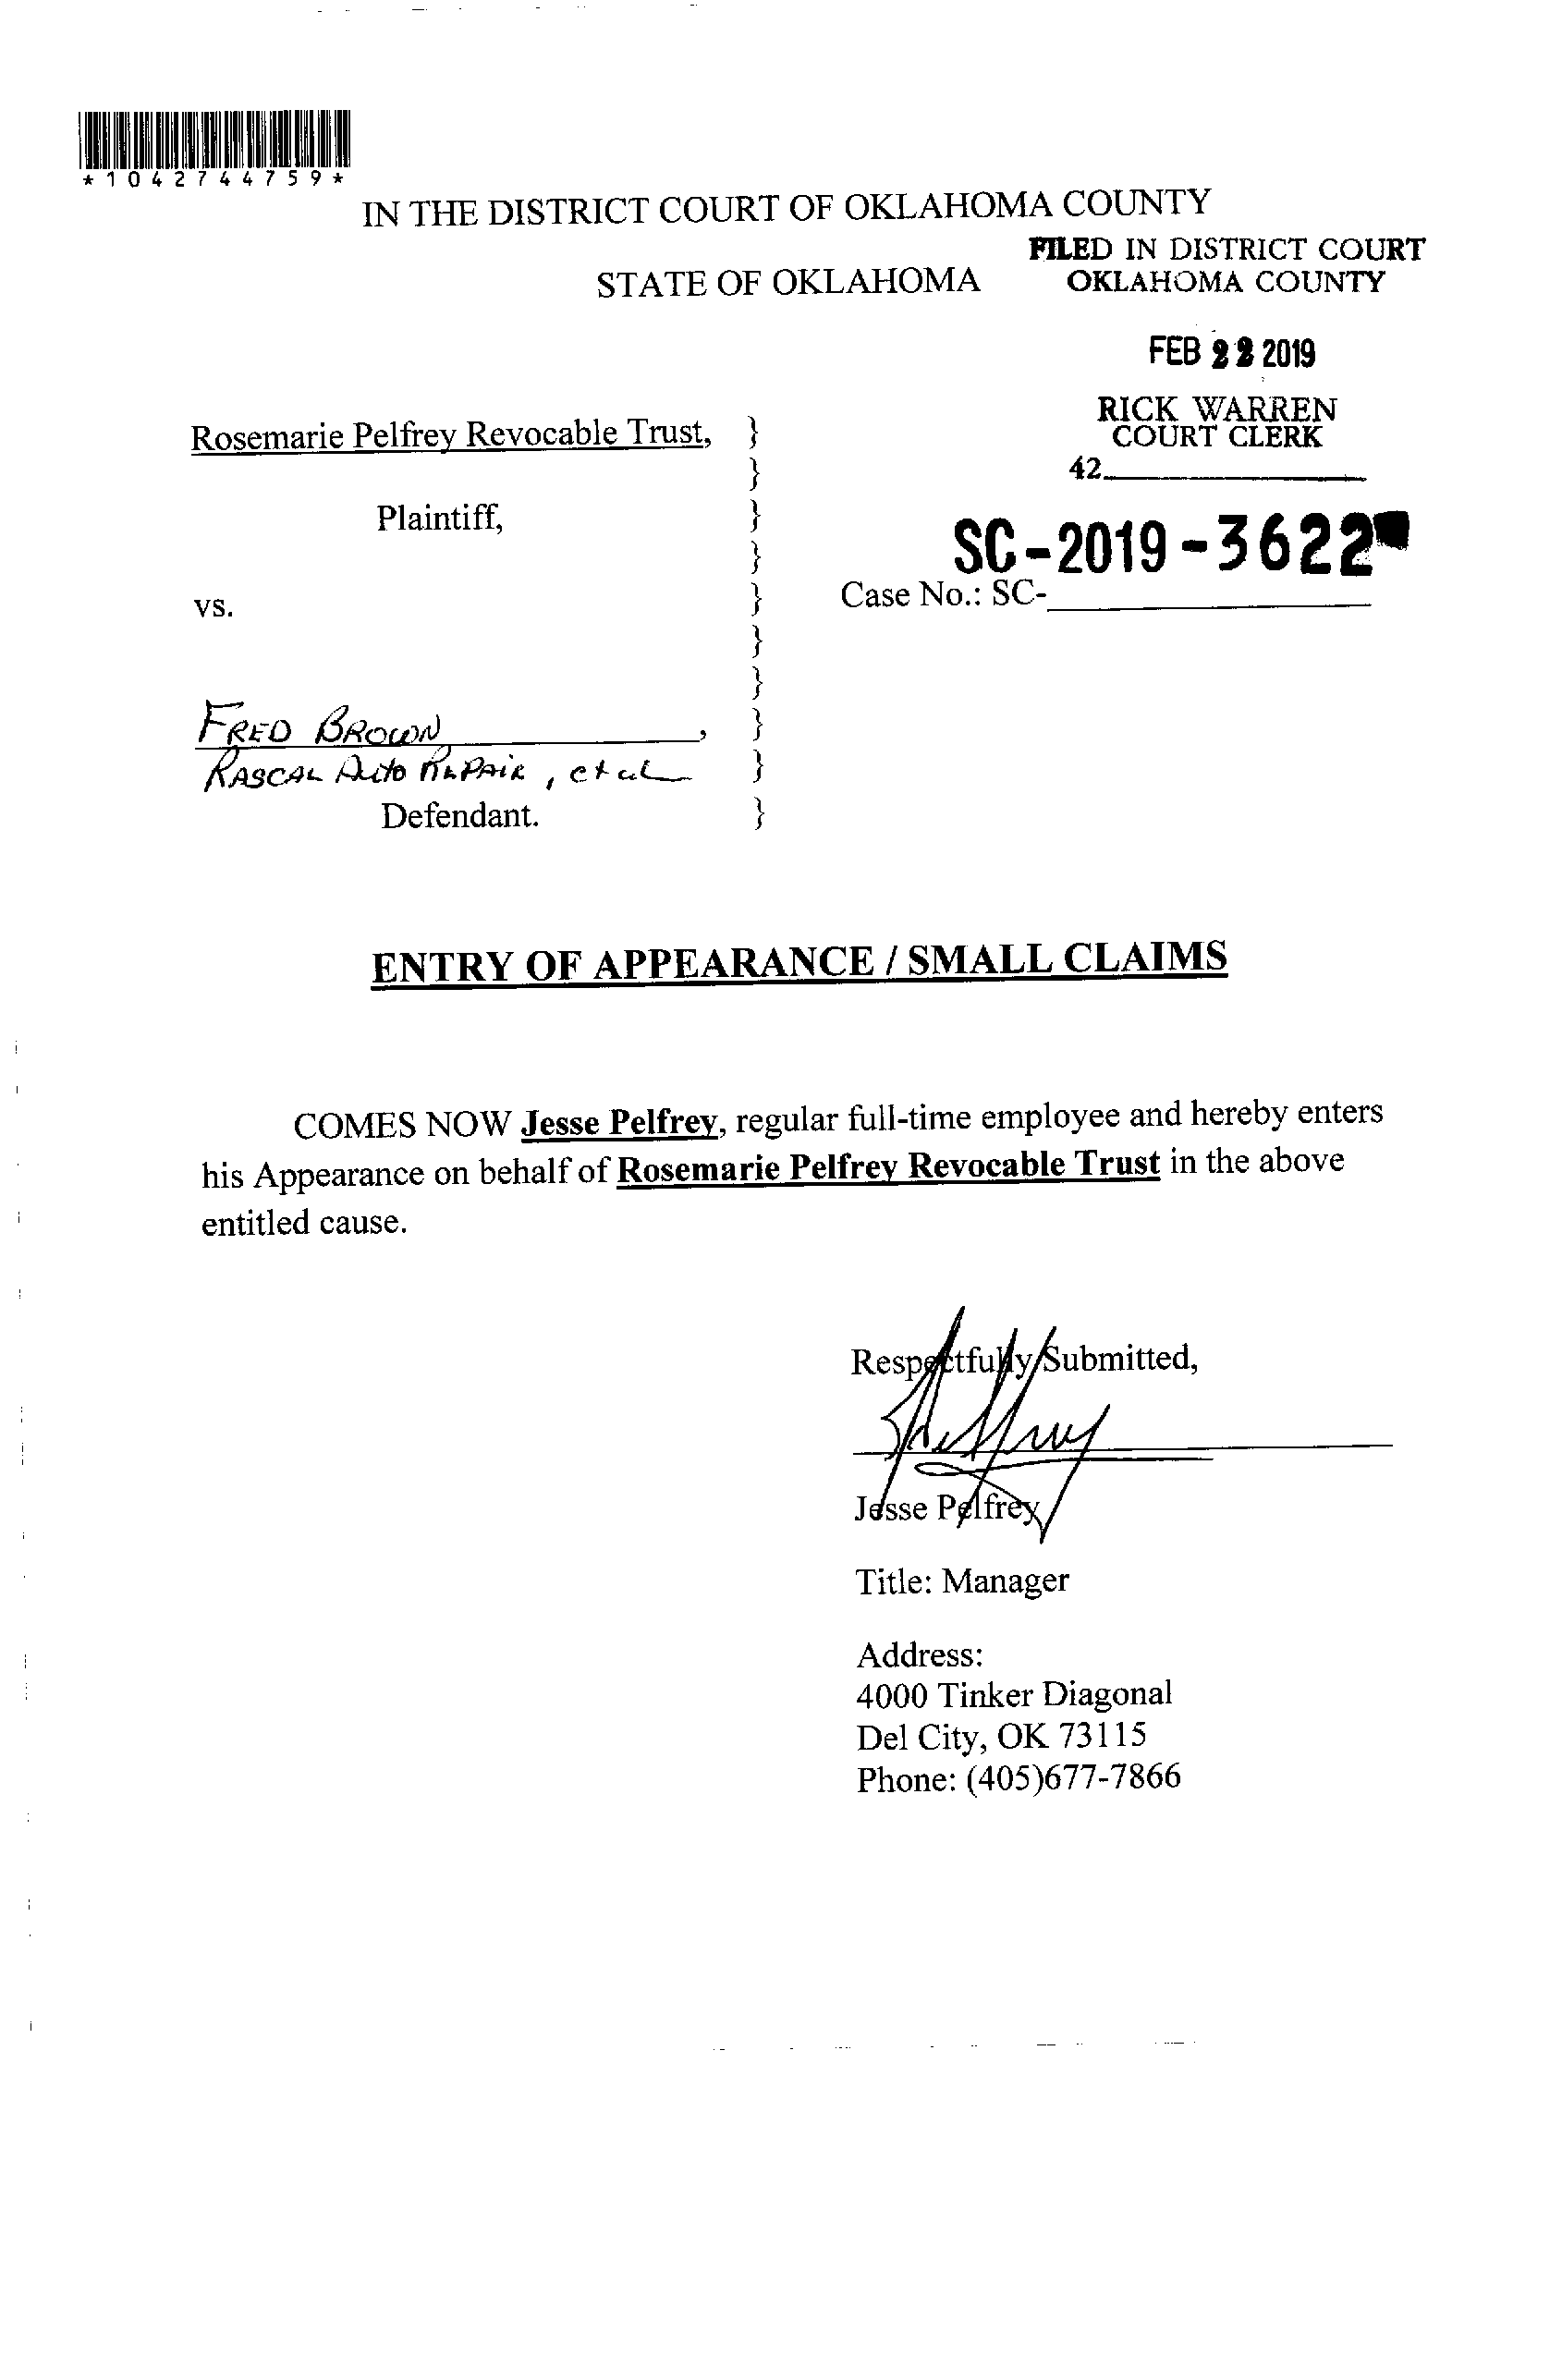 *1042744759*
IN THE DISTRICT COURT OF OKLAHOMA COUNTY
FILED IN DISTRICT COURT
STATE OF OKLAHOMA
OKLAHOMA COUNTY
FEB 22 2019
RICK WARREN
COURT CLERK
42
Rosemarie Pelfrey Revocable Trust, }
}
Plaintiff, }
}
SC-2019-3622
Case No.: SC-
vs. }
}
}
FRED BROWN, }
RASCAL Auto REPAIR, et al }
Defendant. }
ENTRY OF APPEARANCE / SMALL CLAIMS
COMES NOW Jesse Pelfrey, regular full-time employee and hereby enters
his Appearance on behalf of Rosemarie Pelfrey Revocable Trust in the above
entitled cause.
Respectfully Submitted,
Jesse Pelfrey
Title: Manager
Address:
4000 Tinker Diagonal
Del City, OK 73115
Phone: (405)677-7866